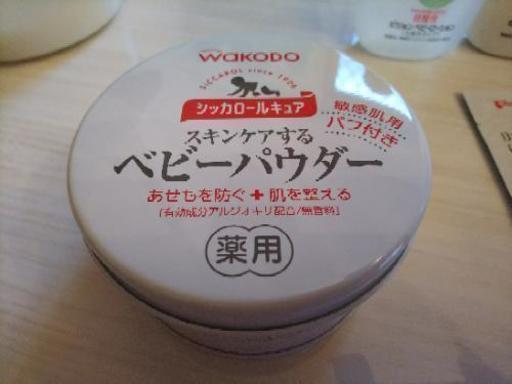 WAKODO
SICCAROL since 1906
シッカロールキュア
敏感肌用
パフ付き
スキンケアする
ベビーパウダー
あせもを防ぐ+肌を整える
(有効成分アルジオキサ配合/無香料)
薬用